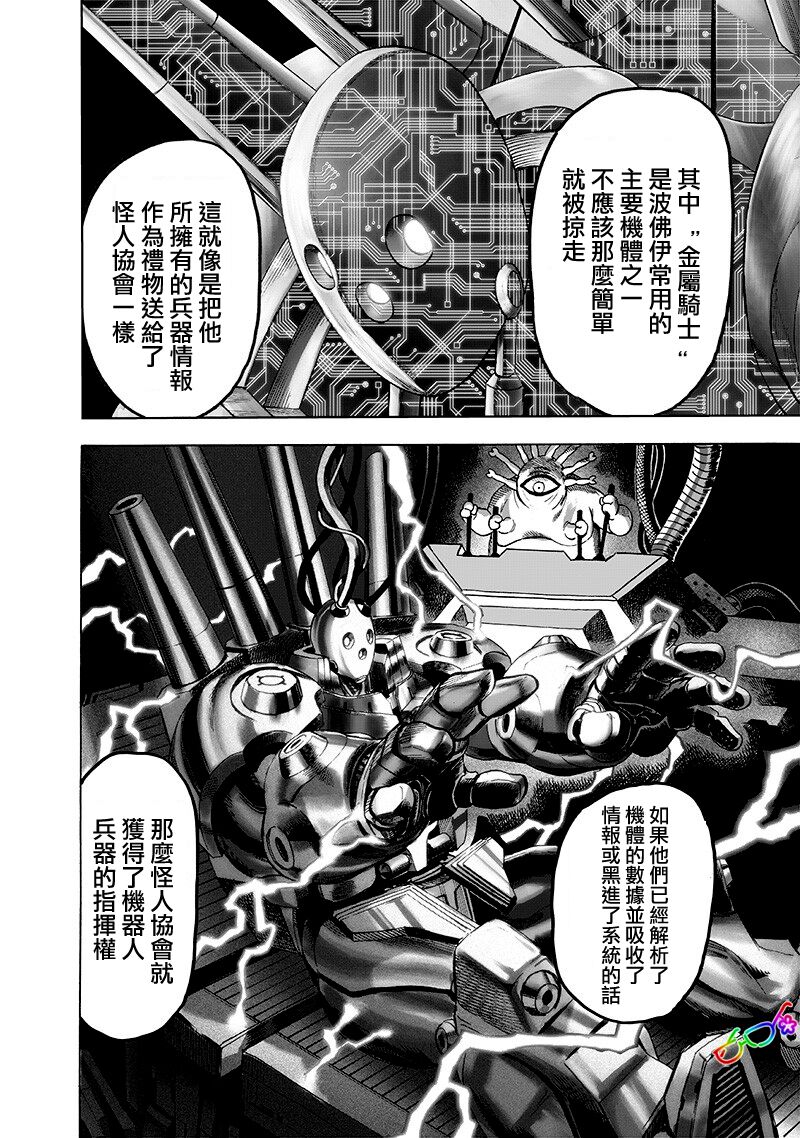 其中〞金屬騎士〝
是波佛伊常用的
主要機體之一
不應該那麼簡單
就被掠走
這就像是把他
所擁有的兵器情報
作為禮物送給了
怪人協會一樣
如果他們已經解析了
機體的數據並吸收了
情報或黑進了系統的話
那麼怪人協會就
獲得了機器人
兵器的指揮權